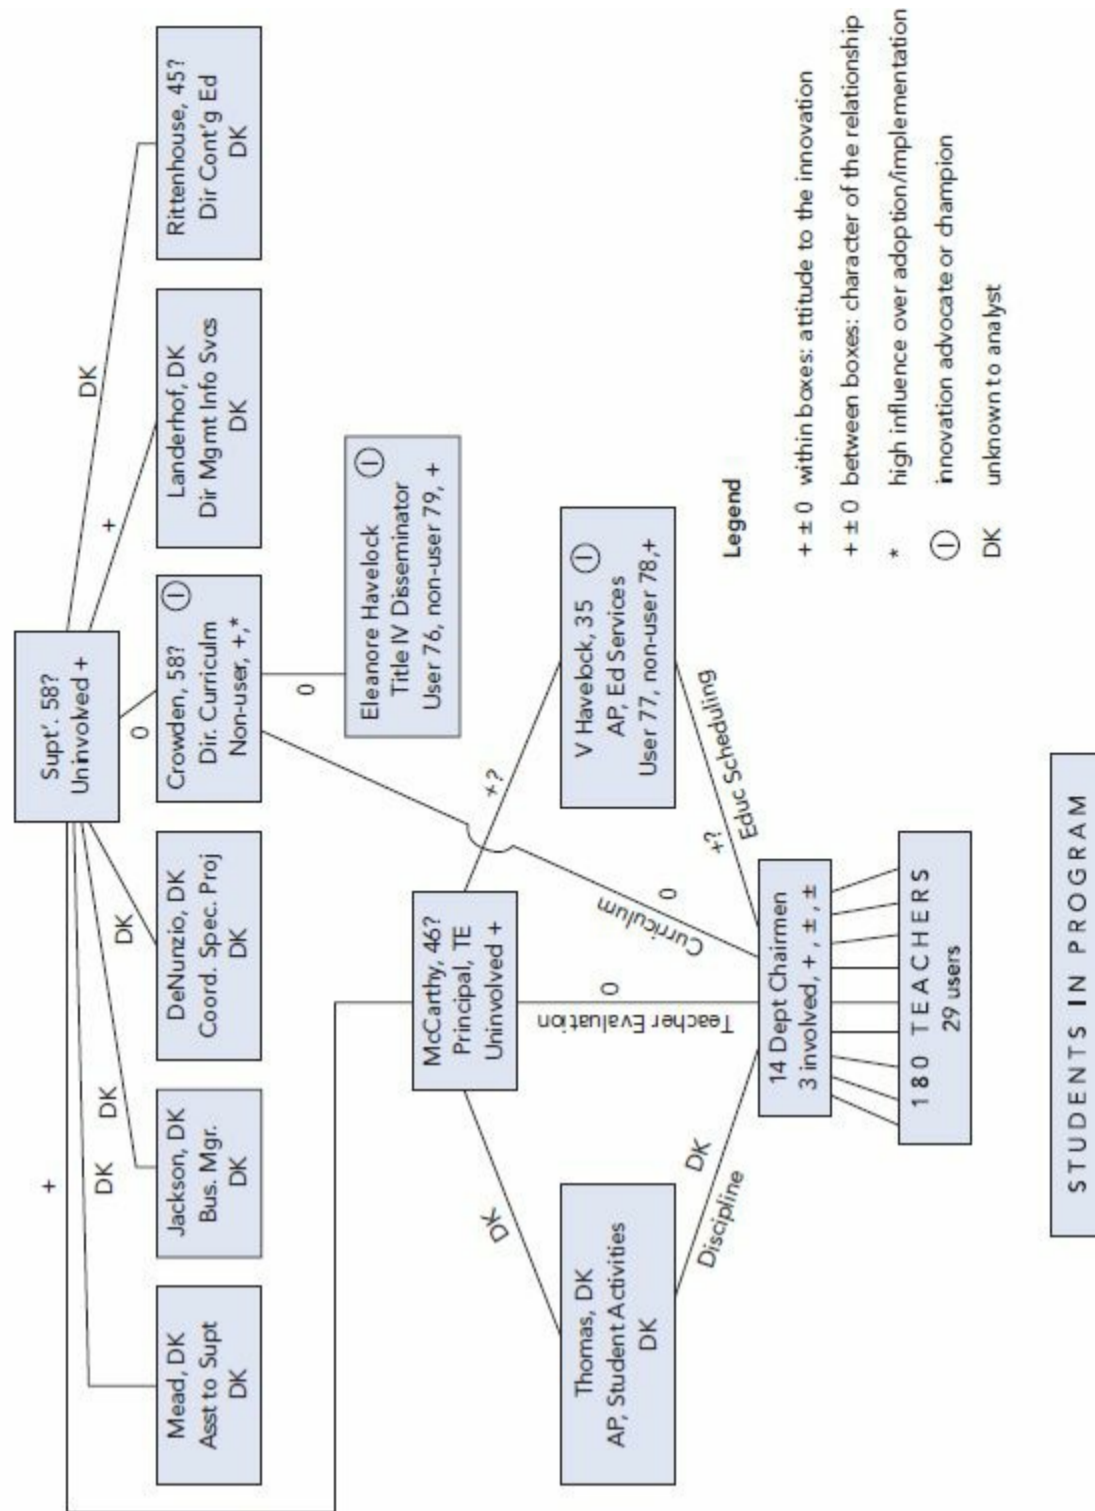 +
DK
DK
DK
0
+
DK
Supt'. 58?
Uninvolved +
Mead, DK
Asst to Supt
DK
Jackson, DK
Bus. Mgr.
DK
DeNunzio, DK
Coord. Spec. Proj
DK
Crowden, 58?
Dir. Curriculm
Non-user, +,*
I
Landerhof, DK
Dir Mgmt Info Svcs
DK
Rittenhouse, 45?
Dir Cont'g Ed
DK
0
Eleanore Havelock
Title IV Disseminator
User 76, non-user 79, +
I
McCarthy, 46?
Principal, TE
Uninvolved +
DK
+?
Thomas, DK
AP, Student Activities
DK
V Havelock, 35
AP, Ed Services
User 77, non-user 78,+
I
DK
Discipline
0
Teacher Evaluation
0
Curriculum
+?
Educ Scheduling
14 Dept Chairmen
3 involved, + , ± , ±
180 TEACHERS
29 users
STUDENTS IN PROGRAM
Legend
+ ± 0 within boxes: attitude to the innovation
+ ± 0 between boxes: character of the relationship
* high influence over adoption/implementation
I innovation advocate or champion
DK unknown to analyst